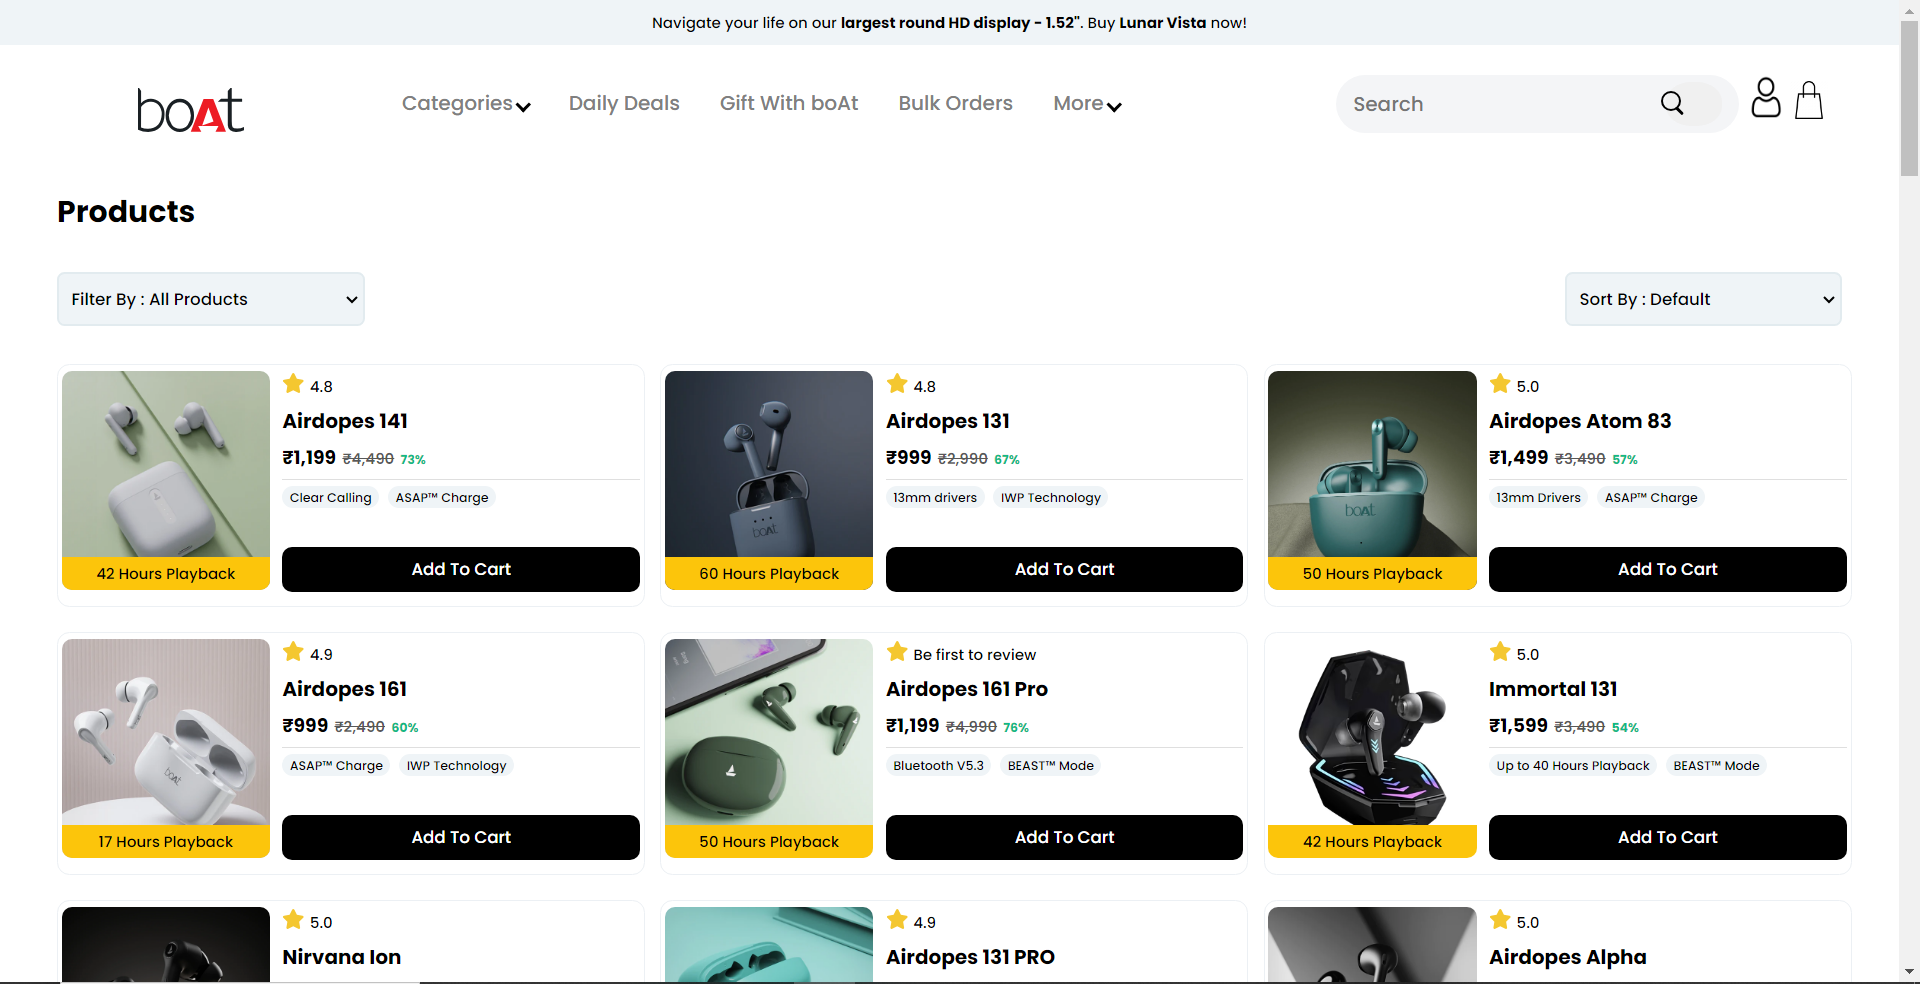 Navigate your life on our largest round HD display - 1.52". Buy Lunar Vista now!
boAt
Categories
Daily Deals
Gift With boAt
Bulk Orders
More
Search
Products
Filter By : All Products
Sort By : Default
4.8
Airdopes 141
₹1,199 ₹4,490 73%
Clear Calling
ASAP™ Charge
42 Hours Playback
Add To Cart
4.8
Airdopes 131
₹999 ₹2,990 67%
13mm drivers
IWP Technology
boAt
60 Hours Playback
Add To Cart
5.0
Airdopes Atom 83
₹1,499 ₹3,490 57%
13mm Drivers
ASAP™ Charge
boAt
50 Hours Playback
Add To Cart
4.9
Airdopes 161
₹999 ₹2,490 60%
ASAP™ Charge
IWP Technology
boAt
17 Hours Playback
Add To Cart
Be first to review
Airdopes 161 Pro
₹1,199 ₹4,990 76%
Bluetooth V5.3
BEAST™ Mode
50 Hours Playback
Add To Cart
5.0
Immortal 131
₹1,599 ₹3,490 54%
Up to 40 Hours Playback
BEAST™ Mode
42 Hours Playback
Add To Cart
5.0
Nirvana Ion
4.9
Airdopes 131 PRO
5.0
Airdopes Alpha